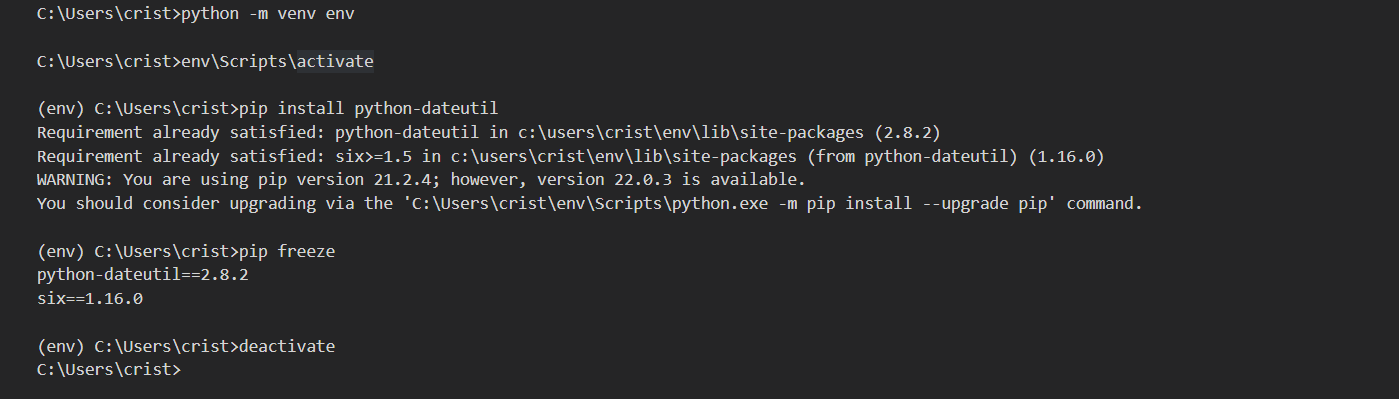 C:\Users\crist>python -m venv env
C:\Users\crist>env\Scripts\activate
(env) C:\Users\crist>pip install python-dateutil
Requirement already satisfied: python-dateutil in c:\users\crist\env\lib\site-packages (2.8.2)
Requirement already satisfied: six>=1.5 in c:\users\crist\env\lib\site-packages (from python-dateutil) (1.16.0)
WARNING: You are using pip version 21.2.4; however, version 22.0.3 is available.
You should consider upgrading via the 'C:\Users\crist\env\Scripts\python.exe -m pip install --upgrade pip' command.
(env) C:\Users\crist>pip freeze
python-dateutil==2.8.2
six==1.16.0
(env) C:\Users\crist>deactivate
C:\Users\crist>